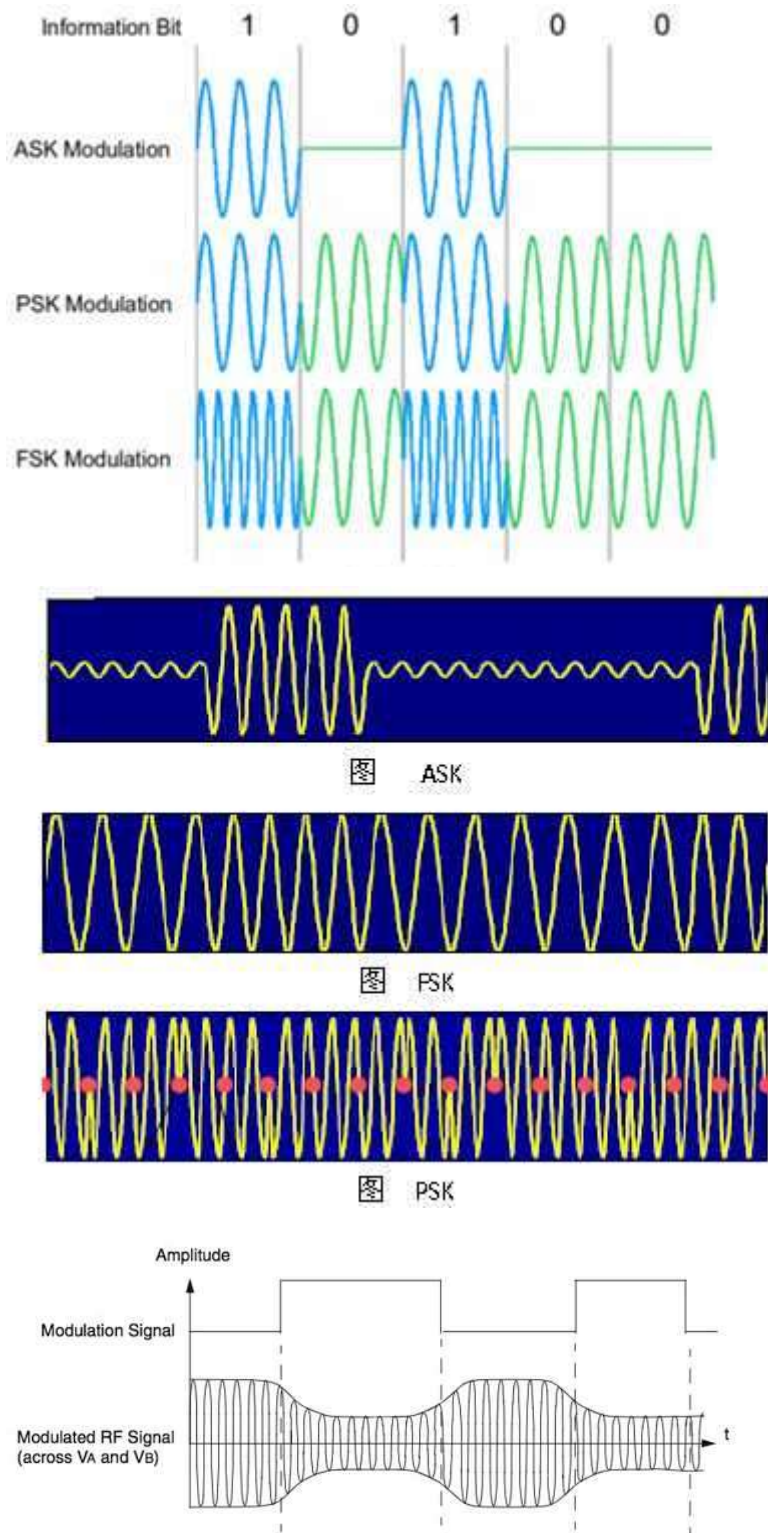 Information Bit 1 0 1 0 0
ASK Modulation
PSK Modulation
FSK Modulation
图 ASK
图 FSK
图 PSK
Amplitude
Modulation Signal
Modulated RF Signal
(across VA and VB)
t